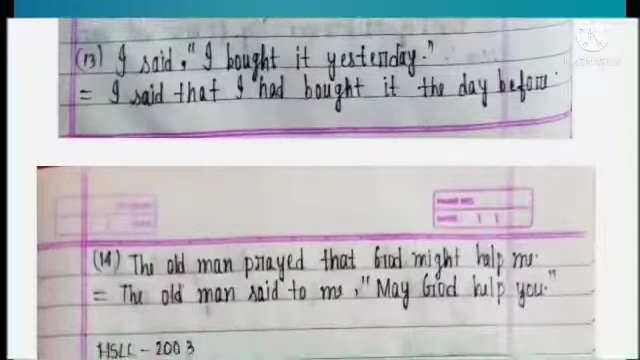 (13) I said, "I bought it yesterday."
= I said that I had bought it the day before.
(14) The old man prayed that God might help me.
= The old man said to me, "May God help you."
HSLC - 2003